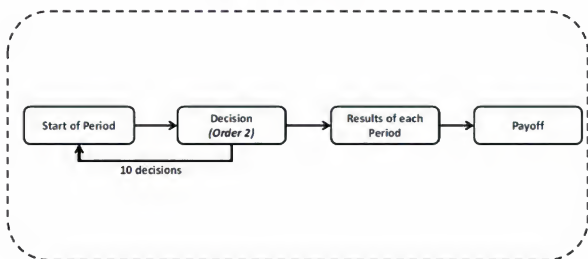 Start of Period
Decision
(Order 2)
Results of each
Period
Payoff
10 decisions